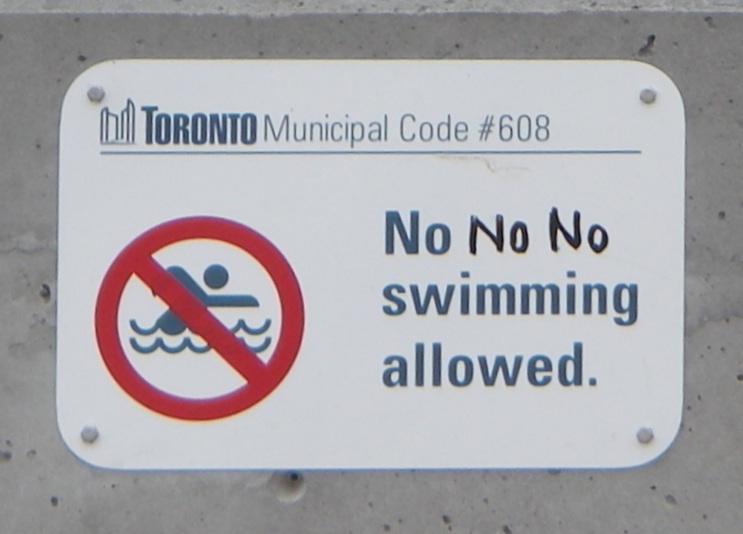 TORONTO Municipal Code #608
No No No
swimming
allowed.